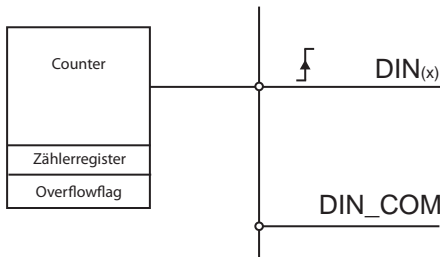 Counter
DIN(x)
Zählerregister
Overflowflag
DIN_COM